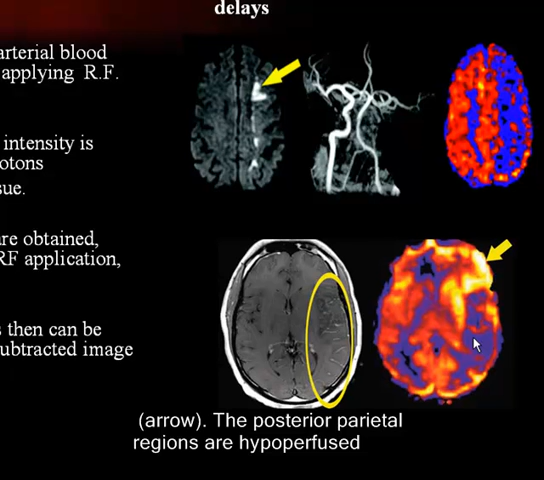 delays
arterial blood
applying R.F.
intensity is
otons
sue.
are obtained,
RF application,
s then can be
ubtracted image
(arrow). The posterior parietal
regions are hypoperfused